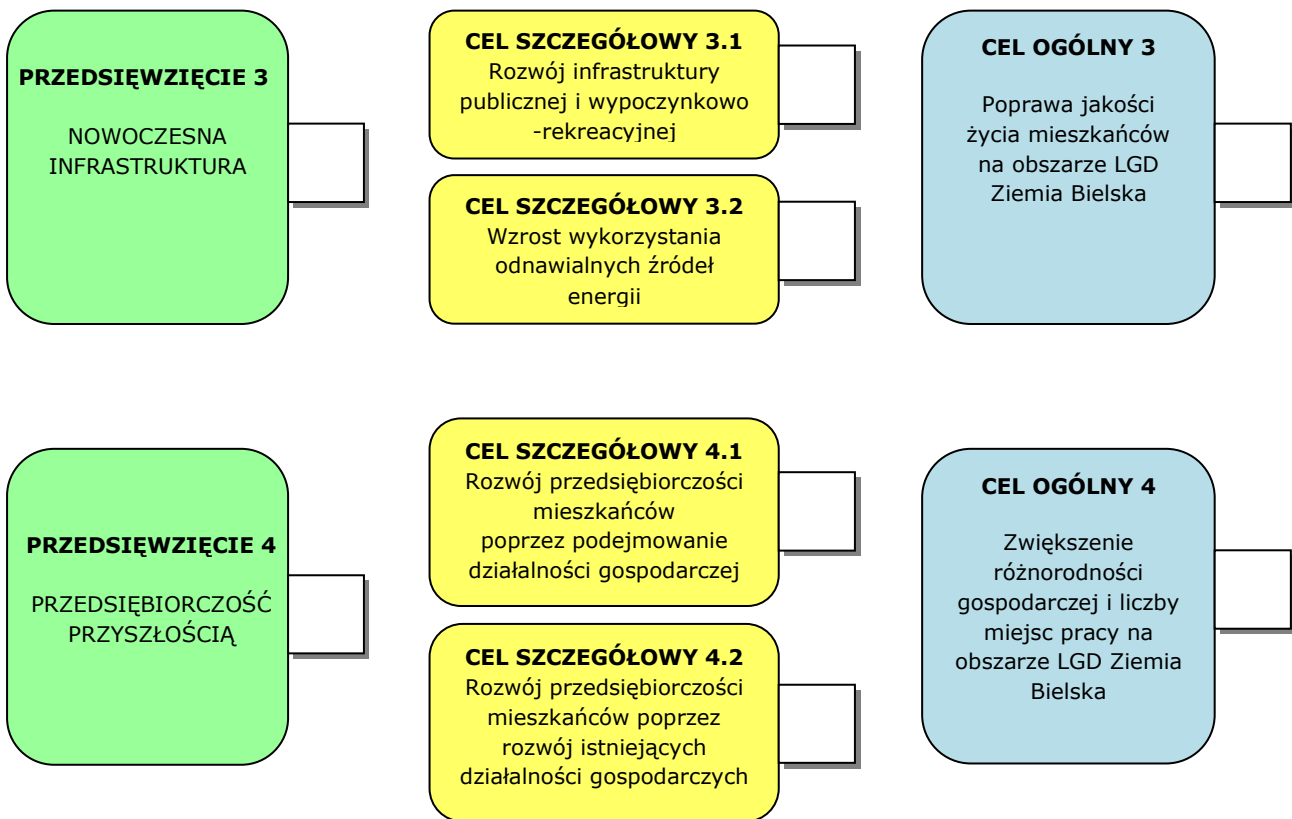 PRZEDSIĘWZIĘCIE 3
NOWOCZESNA
INFRASTRUKTURA
CEL SZCZEGÓŁOWY 3.1
Rozwój infrastruktury
publicznej i wypoczynkowo
-rekreacyjnej
CEL SZCZEGÓŁOWY 3.2
Wzrost wykorzystania
odnawialnych źródeł
energii
CEL OGÓLNY 3
Poprawa jakości
życia mieszkańców
na obszarze LGD
Ziemia Bielska
PRZEDSIĘWZIĘCIE 4
PRZEDSIĘBIORCZOŚĆ
PRZYSZŁOŚCIĄ
CEL SZCZEGÓŁOWY 4.1
Rozwój przedsiębiorczości
mieszkańców
poprzez podejmowanie
działalności gospodarczej
CEL SZCZEGÓŁOWY 4.2
Rozwój przedsiębiorczości
mieszkańców poprzez
rozwój istniejących
działalności gospodarczych
CEL OGÓLNY 4
Zwiększenie
różnorodności
gospodarczej i liczby
miejsc pracy na
obszarze LGD Ziemia
Bielska